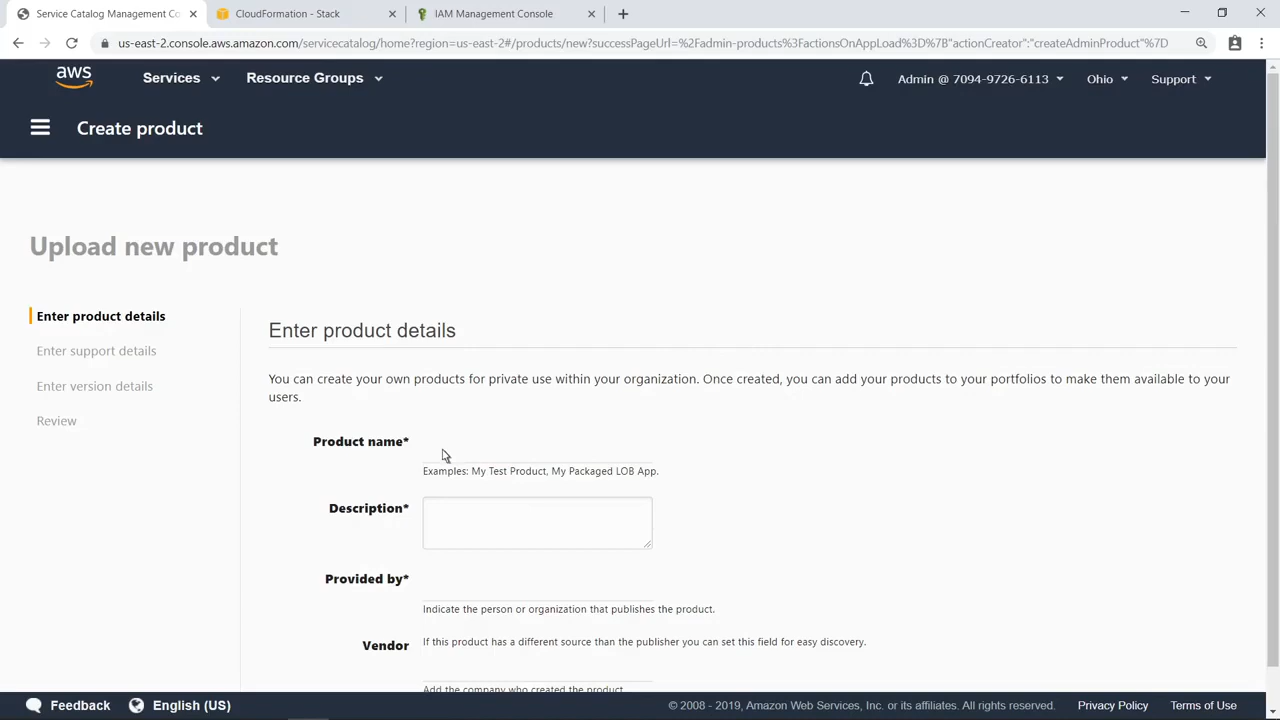 Service Catalog Management Co
CloudFormation - Stack
IAM Management Console
us-east-2.console.aws.amazon.com/servicecatalog/home?region=us-east-2#/products/new?successPageUrl=%2Fadmin-products%3FactionsOnAppLoad%3D%7B"actionCreator":"createAdminProduct"%7D
aws
Services
Resource Groups
Admin @ 7094-9726-6113
Ohio
Support
Create product
Upload new product
Enter product details
Enter support details
Enter version details
Review
Enter product details
You can create your own products for private use within your organization. Once created, you can add your products to your portfolios to make them available to your
users.
Product name*
Examples: My Test Product, My Packaged LOB App.
Description*
Provided by*
Indicate the person or organization that publishes the product.
Vendor
If this product has a different source than the publisher you can set this field for easy discovery.
Add the company who created the product
Feedback
English (US)
© 2008 - 2019, Amazon Web Services, Inc. or its affiliates. All rights reserved.
Privacy Policy
Terms of Use